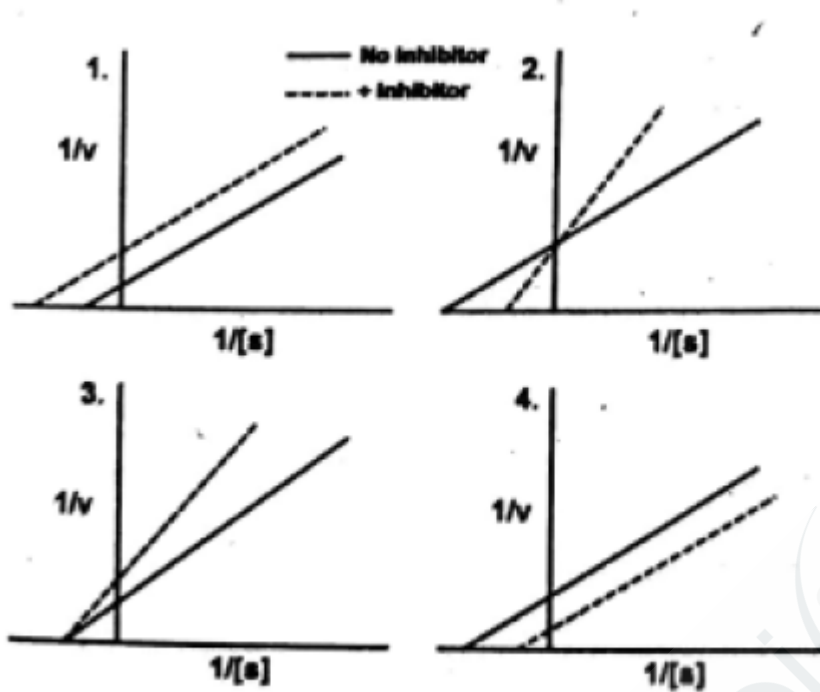 1.
No inhibitor
+ inhibitor
1/v
1/[s]
2.
1/v
1/[s]
3.
1/v
1/[s]
4.
1/v
1/[s]